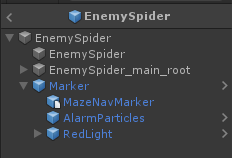 EnemySpider
EnemySpider
EnemySpider
EnemySpider_main_root
Marker
MazeNavMarker
AlarmParticles
RedLight